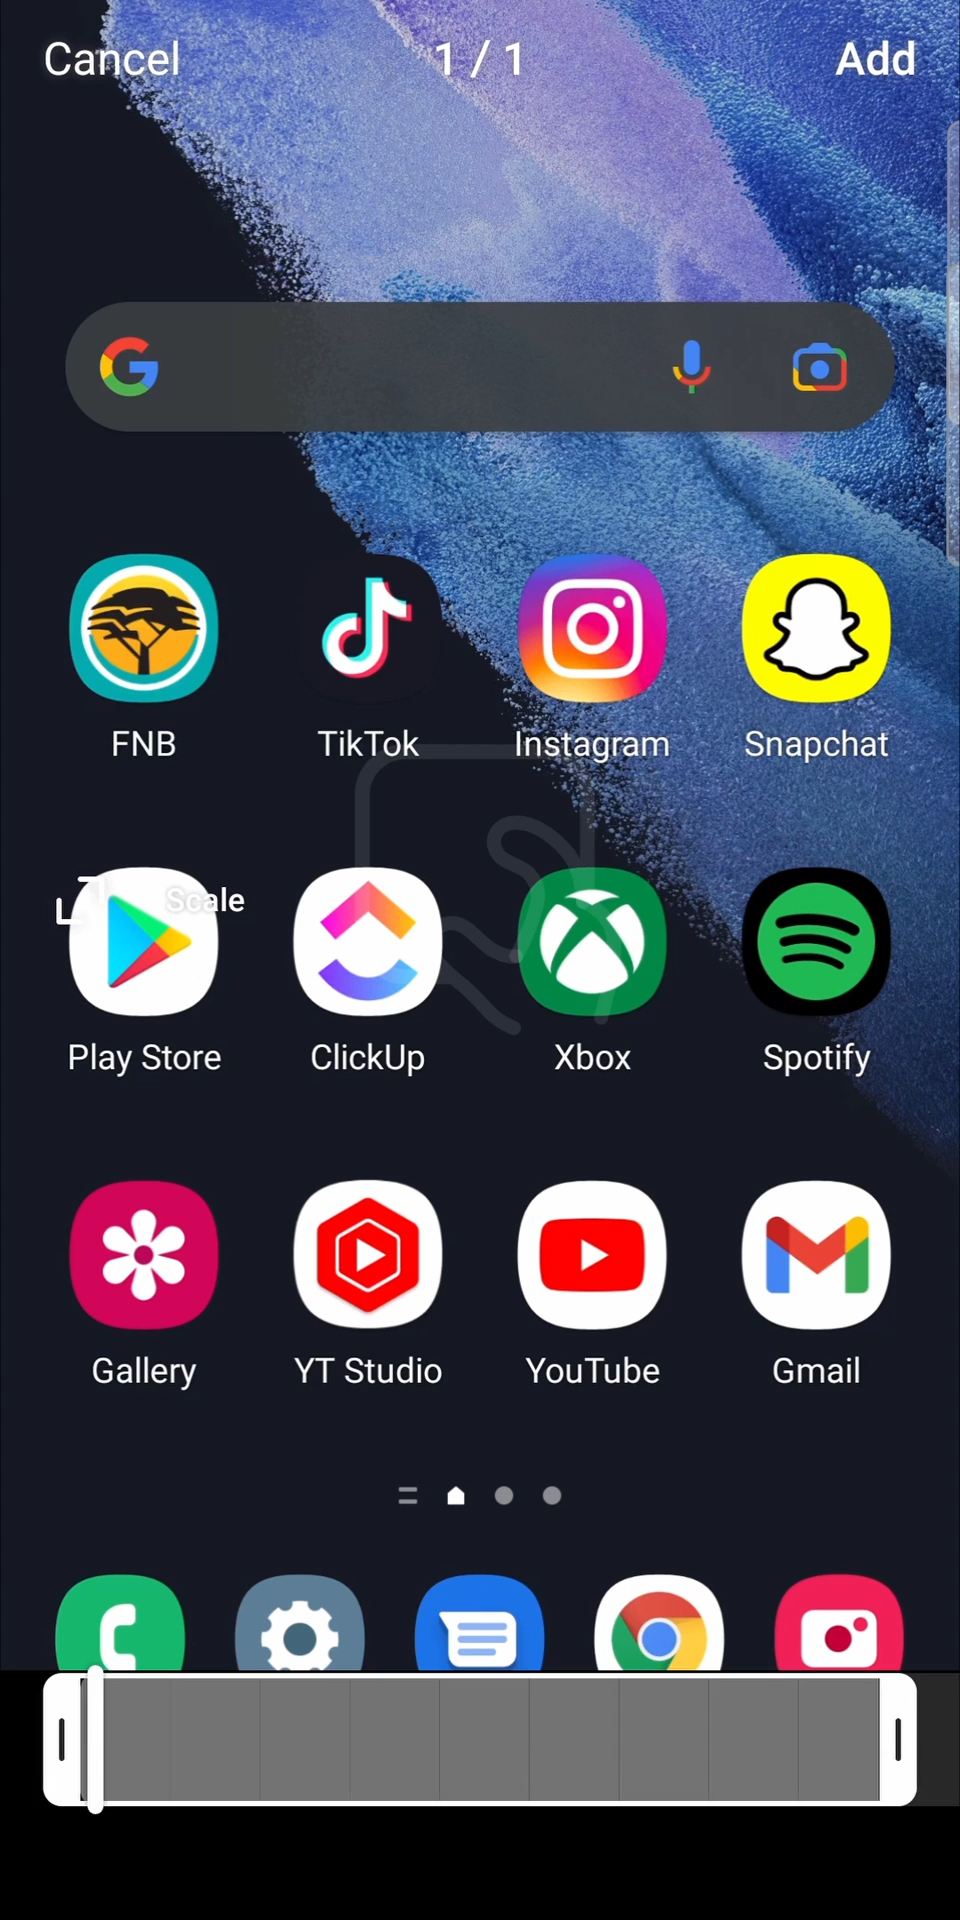 Cancel 1 / 1 Add
FNB TikTok Instagram Snapchat
Scale
Play Store ClickUp Xbox Spotify
Gallery YT Studio YouTube Gmail